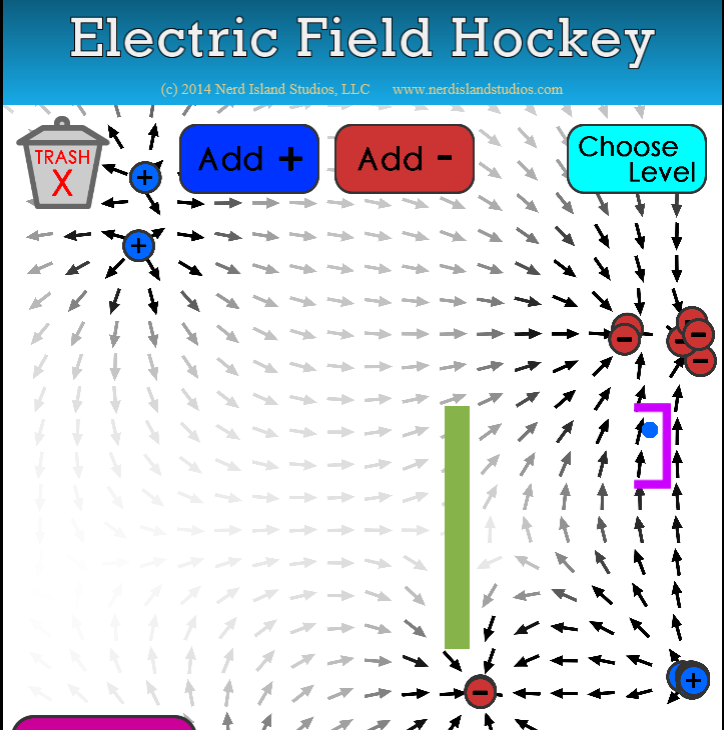 Electric Field Hockey
(c) 2014 Nerd Island Studios, LLC www.nerdislandstudios.com
TRASH
X
Add +
Add -
Choose
Level
+
+
-
-
-
-
-
+